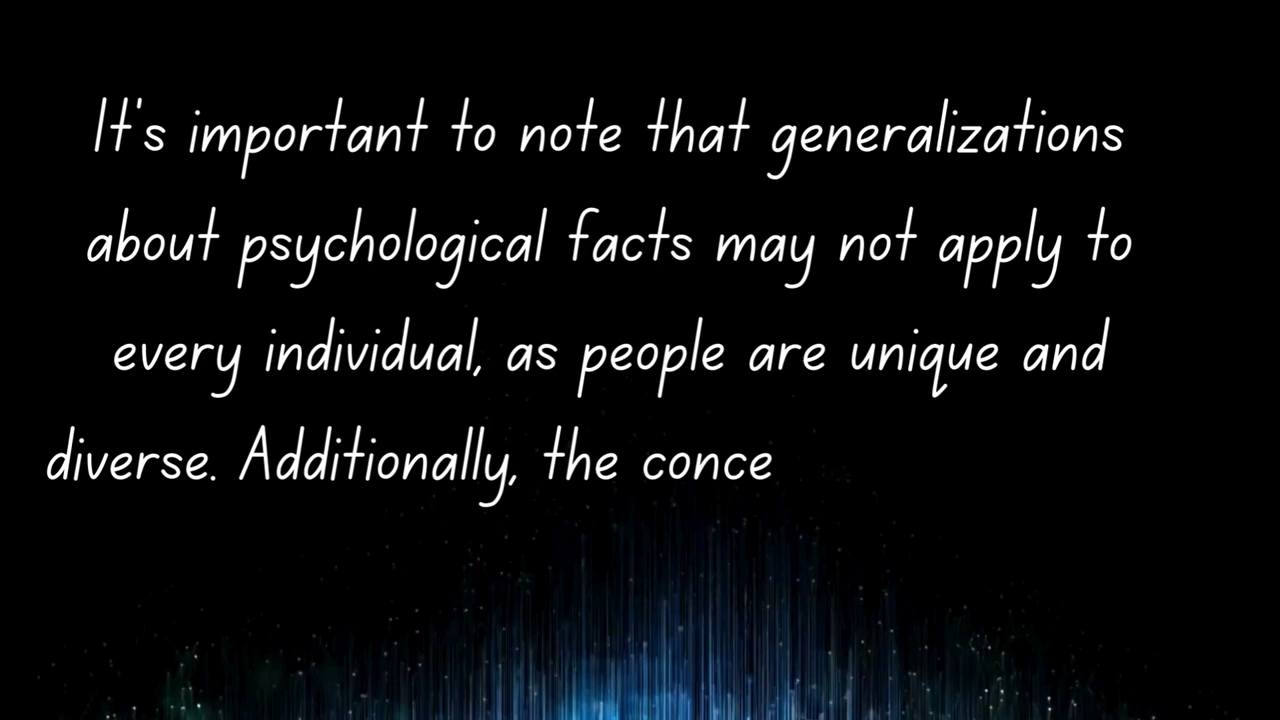 It's important to note that generalizations
about psychological facts may not apply to
every individual, as people are unique and
diverse. Additionally, the conce